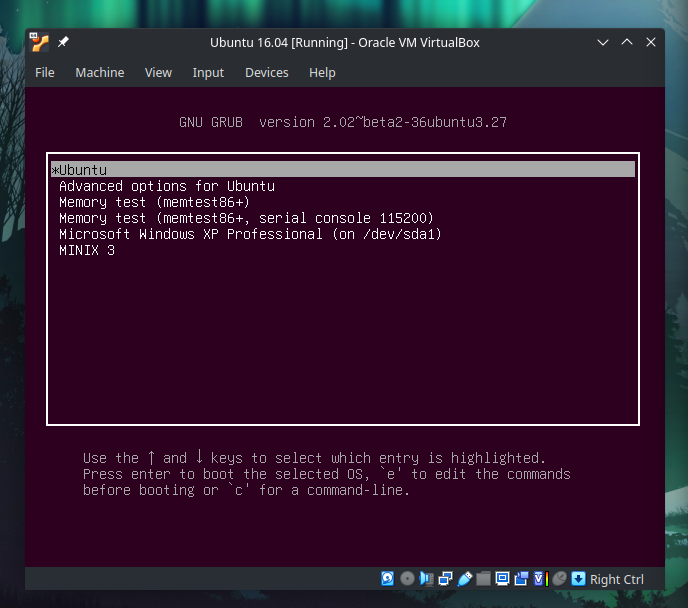 Ubuntu 16.04 [Running] - Oracle VM VirtualBox
File Machine View Input Devices Help
GNU GRUB version 2.02~beta2-36ubuntu3.27
*Ubuntu
Advanced options for Ubuntu
Memory test (memtest86+)
Memory test (memtest86+, serial console 115200)
Microsoft Windows XP Professional (on /dev/sda1)
MINIX 3
Use the ↑ and ↓ keys to select which entry is highlighted.
Press enter to boot the selected OS, `e' to edit the commands
before booting or `c' for a command-line.
Right Ctrl